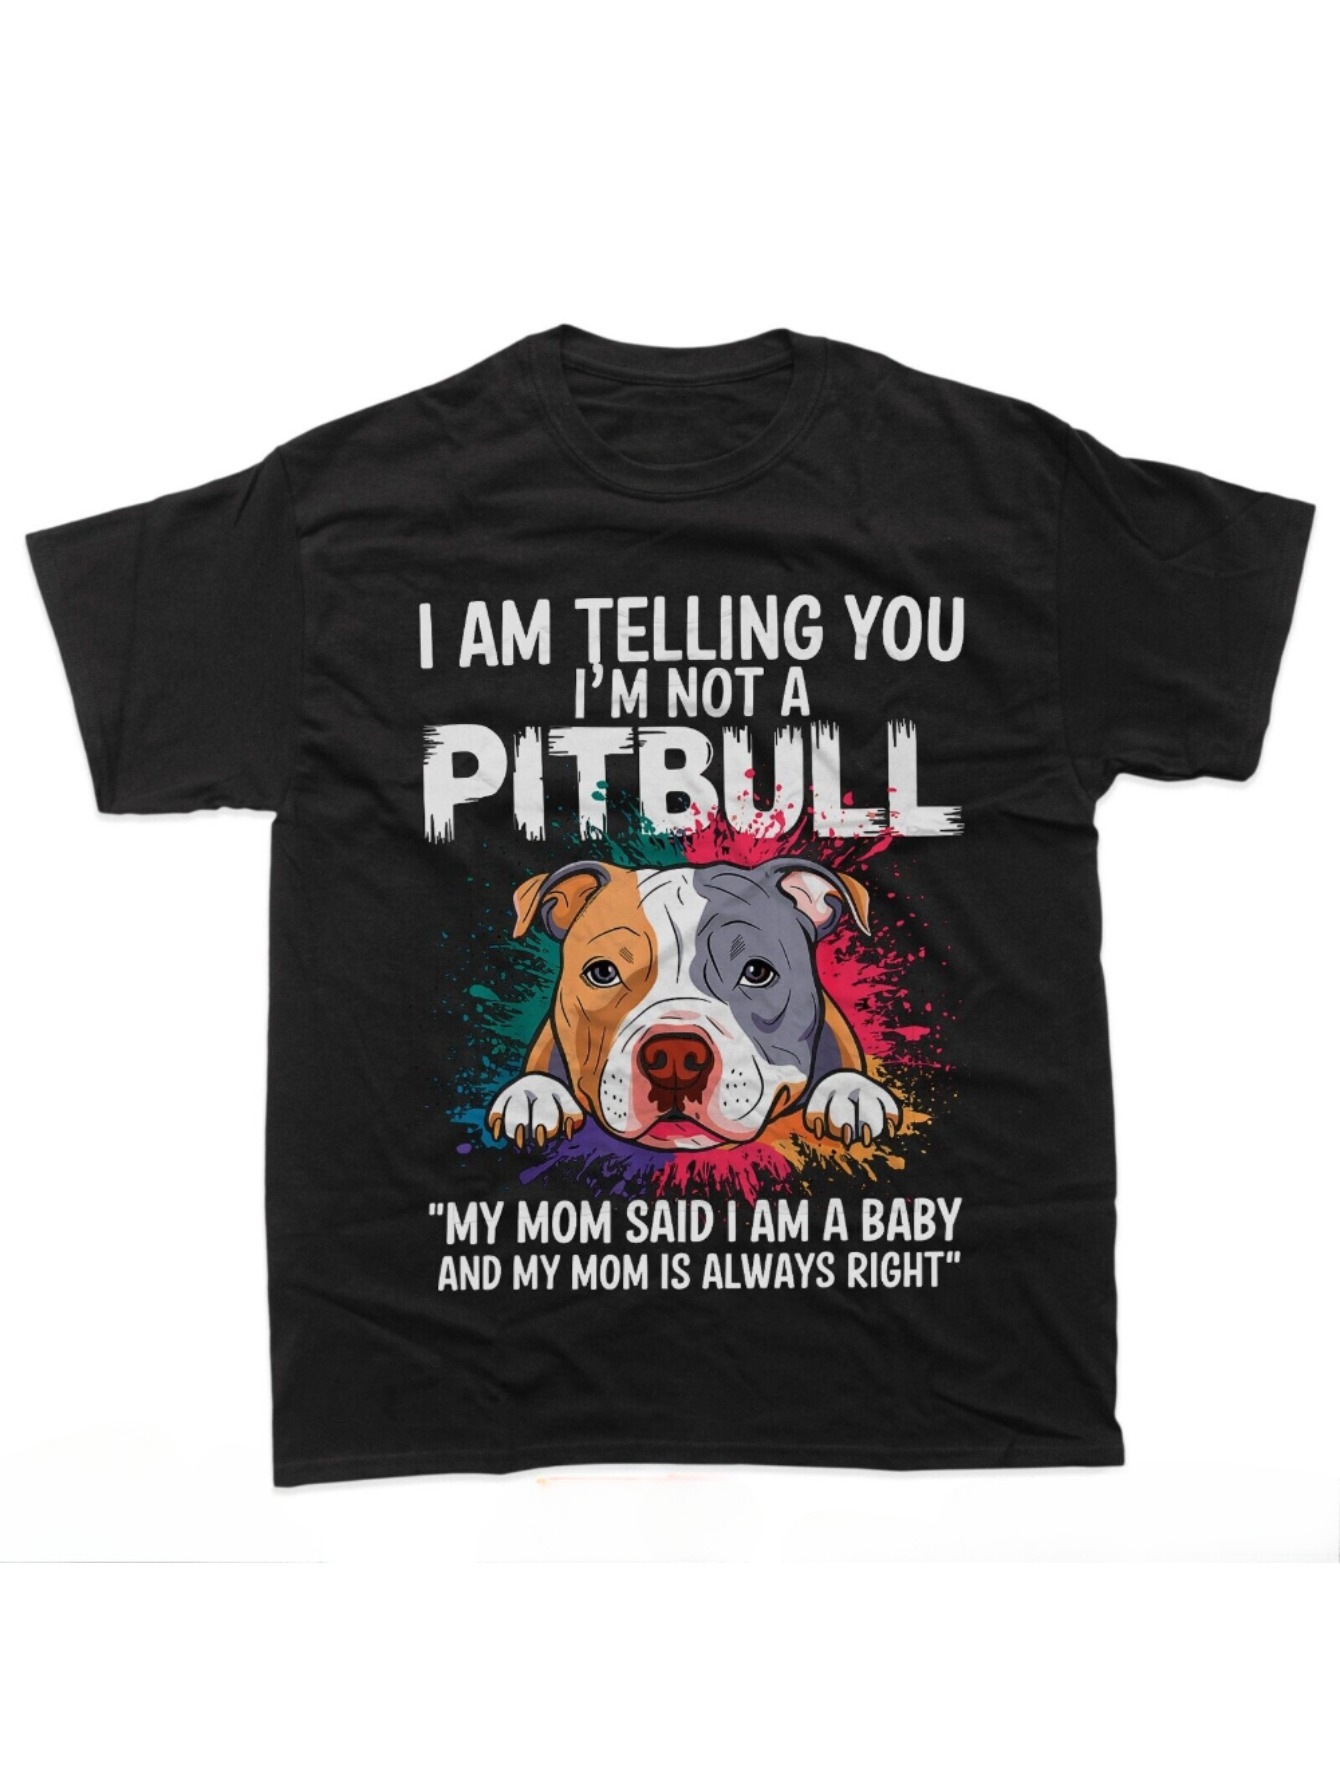 I AM TELLING YOU
I'M NOT A
PITBULL
"MY MOM SAID I AM A BABY
AND MY MOM IS ALWAYS RIGHT"